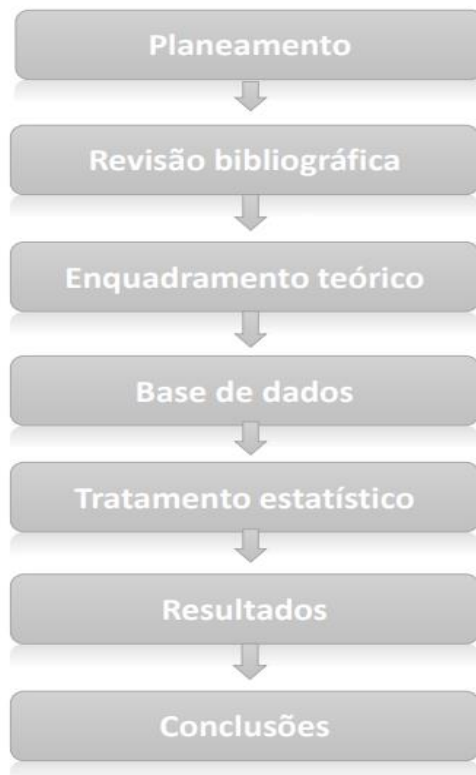 Planeamento
Revisão bibliográfica
Enquadramento teórico
Base de dados
Tratamento estatístico
Resultados
Conclusões